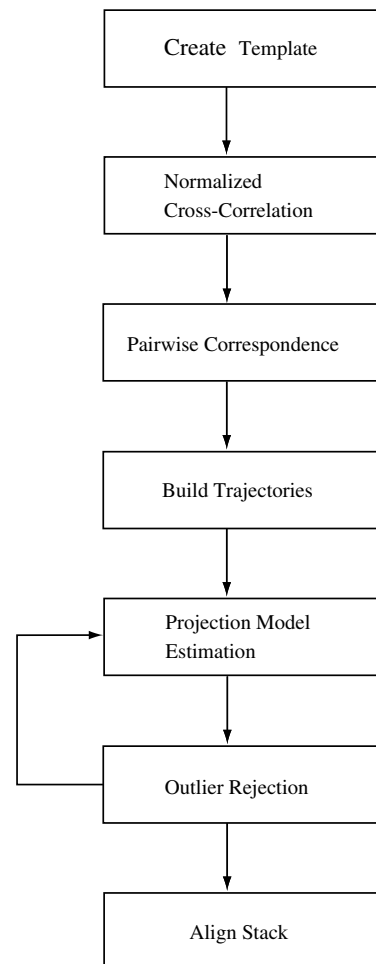 Create Template
Normalized
Cross-Correlation
Pairwise Correspondence
Build Trajectories
Projection Model
Estimation
Outlier Rejection
Align Stack